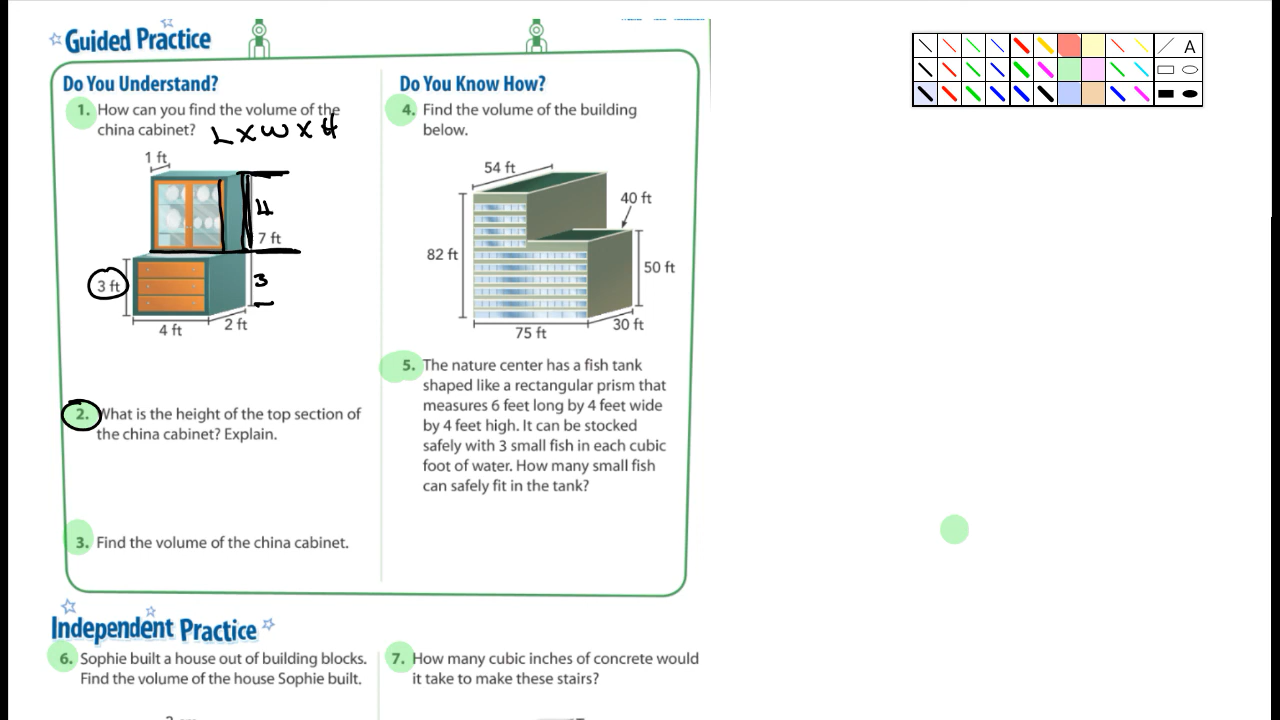 Guided Practice
Do You Understand?
1. How can you find the volume of the
china cabinet? L x W x H
1 ft
4
7 ft
3 ft
3
4 ft
2 ft
2. What is the height of the top section of
the china cabinet? Explain.
3. Find the volume of the china cabinet.
Do You Know How?
4. Find the volume of the building
below.
54 ft
40 ft
82 ft
50 ft
30 ft
75 ft
5. The nature center has a fish tank
shaped like a rectangular prism that
measures 6 feet long by 4 feet wide
by 4 feet high. It can be stocked
safely with 3 small fish in each cubic
foot of water. How many small fish
can safely fit in the tank?
Independent Practice
6. Sophie built a house out of building blocks.
Find the volume of the house Sophie built.
7. How many cubic inches of concrete would
it take to make these stairs?
A